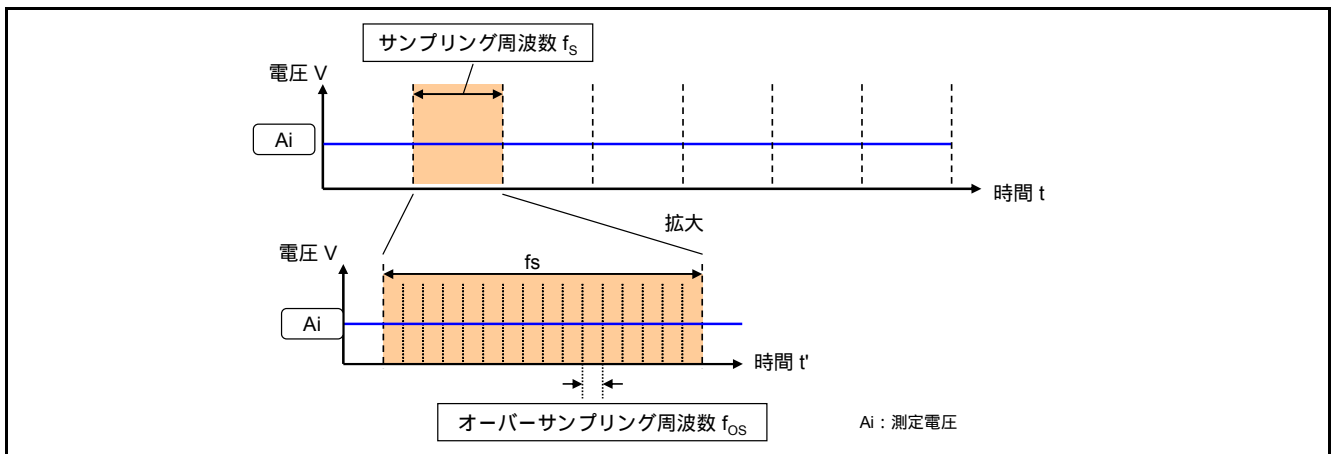 サンプリング周波数 fS
電圧 V
Ai
時間 t
拡大
電圧 V
fs
Ai
時間 t'
オーバーサンプリング周波数 fOS
Ai：測定電圧